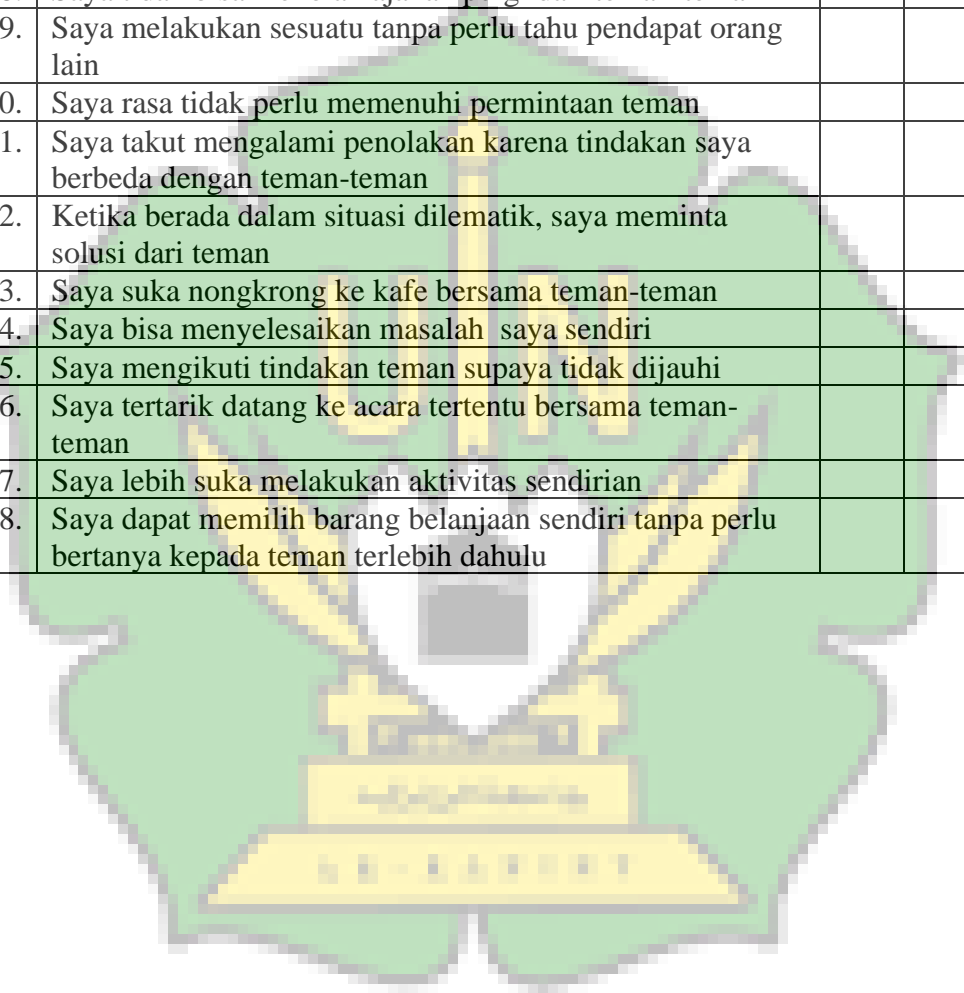 9. Saya melakukan sesuatu tanpa perlu tahu pendapat orang
lain
0. Saya rasa tidak perlu memenuhi permintaan teman
1. Saya takut mengalami penolakan karena tindakan saya
berbeda dengan teman-teman
2. Ketika berada dalam situasi dilematik, saya meminta
solusi dari teman
3. Saya suka nongkrong ke kafe bersama teman-teman
4. Saya bisa menyelesaikan masalah saya sendiri
5. Saya mengikuti tindakan teman supaya tidak dijauhi
6. Saya tertarik datang ke acara tertentu bersama teman-
teman
7. Saya lebih suka melakukan aktivitas sendirian
8. Saya dapat memilih barang belanjaan sendiri tanpa perlu
bertanya kepada teman terlebih dahulu
UIN